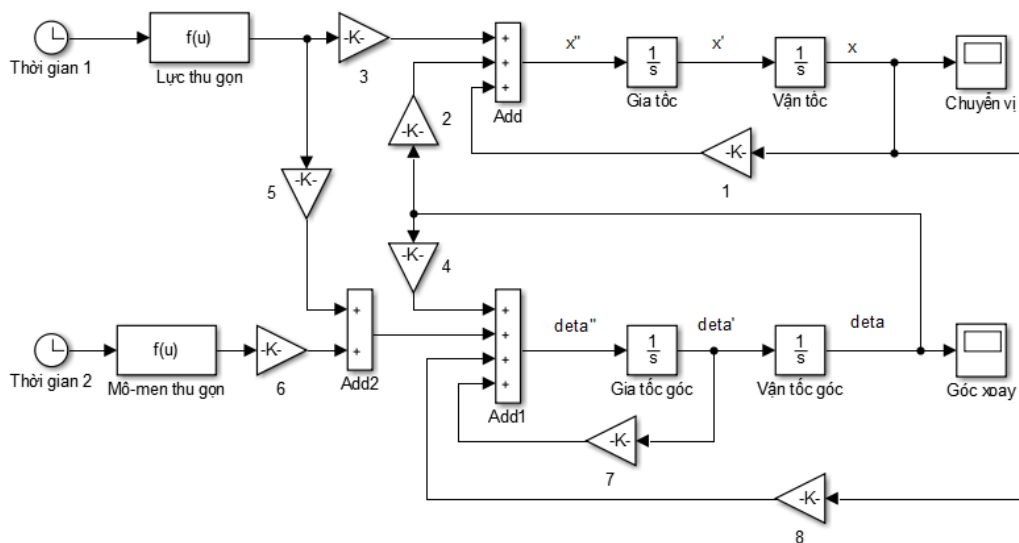 Thời gian 1
f(u)
Lực thu gọn
-K-
3
+
+
+
Add
x''
1
s
Gia tốc
x'
1
s
Vận tốc
x
Chuyển vị
-K-
2
-K-
1
-K-
5
-K-
4
Thời gian 2
f(u)
Mô-men thu gọn
-K-
6
+
+
Add2
+
+
+
+
Add1
deta''
1
s
Gia tốc góc
deta'
1
s
Vận tốc góc
deta
Góc xoay
-K-
7
-K-
8